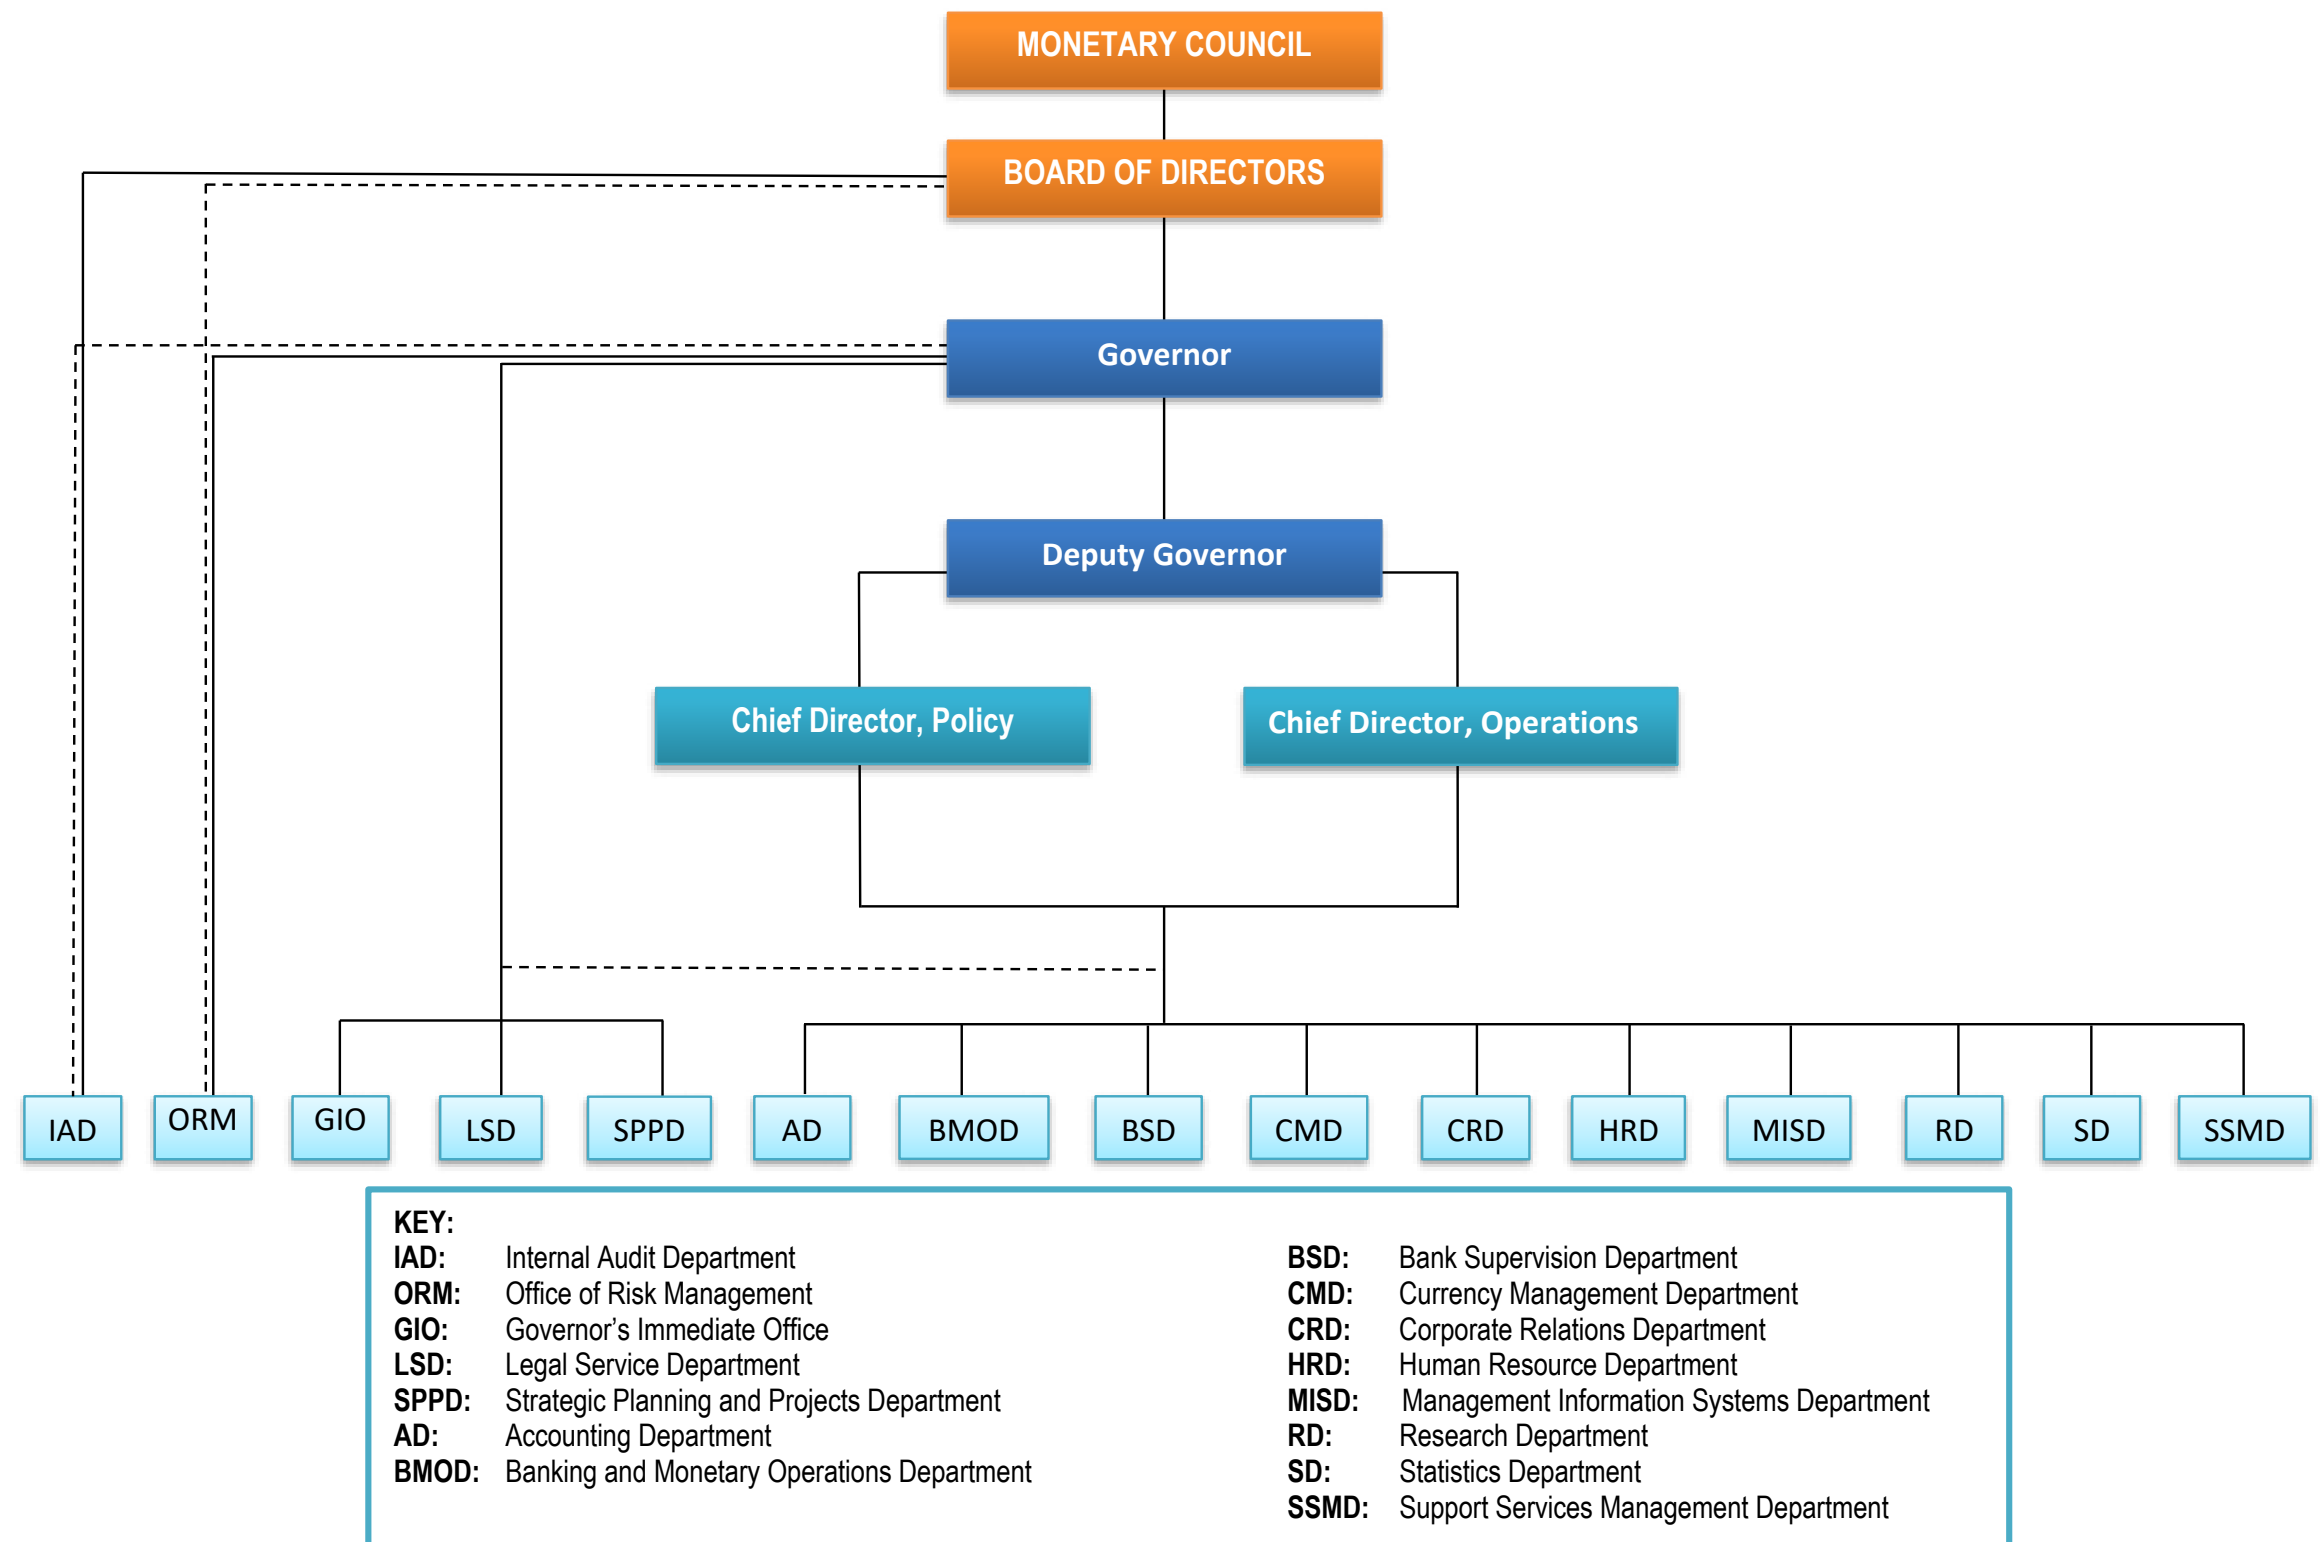 MONETARY COUNCIL
BOARD OF DIRECTORS
Governor
Deputy Governor
Chief Director, Policy
Chief Director, Operations
IAD
ORM
GIO
LSD
SPPD
AD
BMOD
BSD
CMD
CRD
HRD
MISD
RD
SD
SSMD
KEY:
IAD: Internal Audit Department
ORM: Office of Risk Management
GIO: Governor’s Immediate Office
LSD: Legal Service Department
SPPD: Strategic Planning and Projects Department
AD: Accounting Department
BMOD: Banking and Monetary Operations Department
BSD: Bank Supervision Department
CMD: Currency Management Department
CRD: Corporate Relations Department
HRD: Human Resource Department
MISD: Management Information Systems Department
RD: Research Department
SD: Statistics Department
SSMD: Support Services Management Department